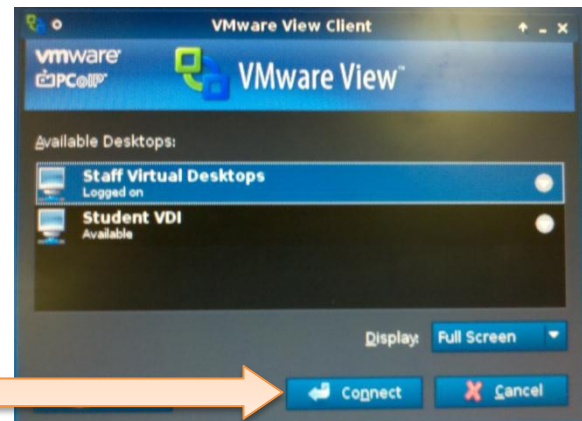 VMware View Client
vmware
PCoIP
VMware View™
Available Desktops:
Staff Virtual Desktops
Logged on
Student VDI
Available
Display: Full Screen
Connect Cancel